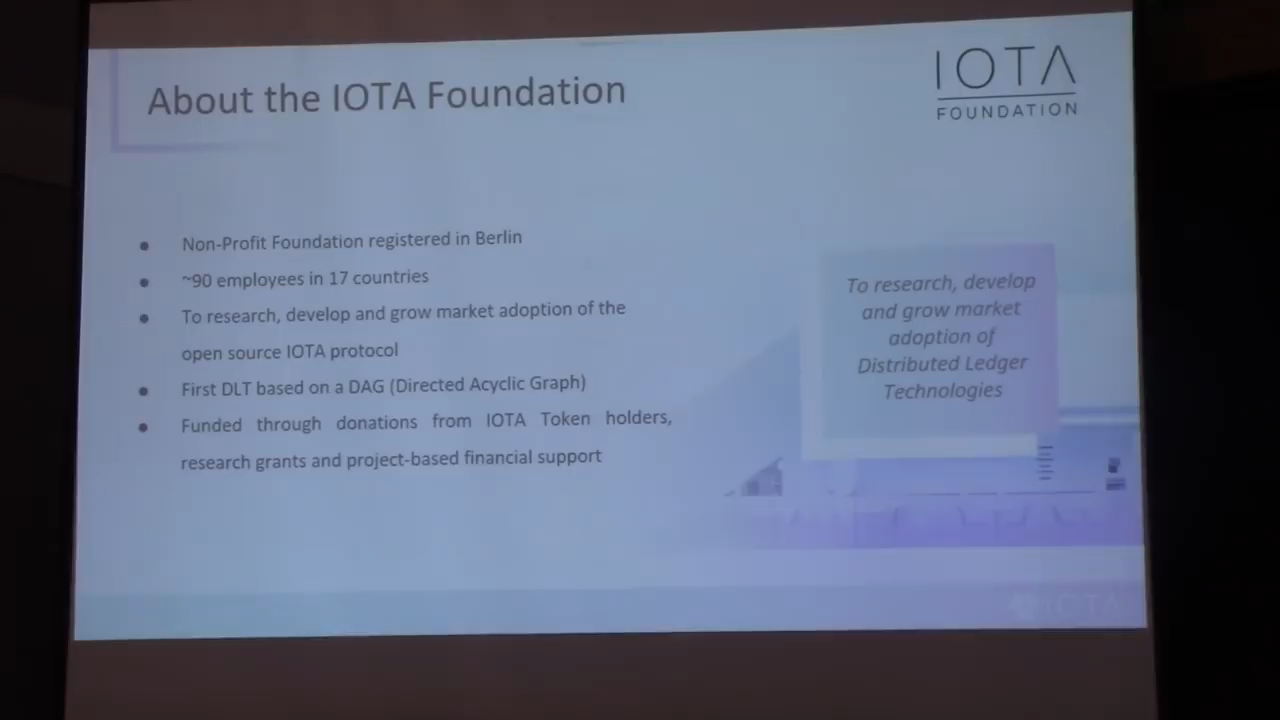 About the IOTA Foundation
IOTA
FOUNDATION
● Non-Profit Foundation registered in Berlin
● ~90 employees in 17 countries
● To research, develop and grow market adoption of the
open source IOTA protocol
● First DLT based on a DAG (Directed Acyclic Graph)
● Funded through donations from IOTA Token holders,
research grants and project-based financial support
To research, develop
and grow market
adoption of
Distributed Ledger
Technologies
IOTA